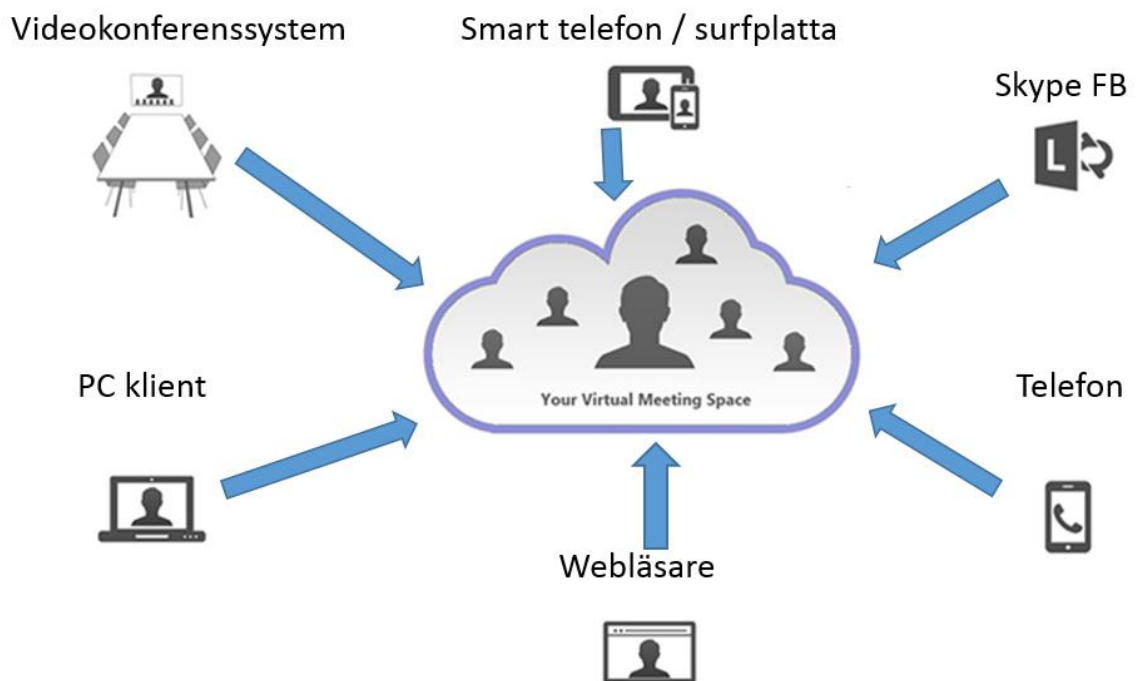 Videokonferenssystem
Smart telefon / surfplatta
Skype FB
L
PC klient
Your Virtual Meeting Space
Telefon
Webläsare